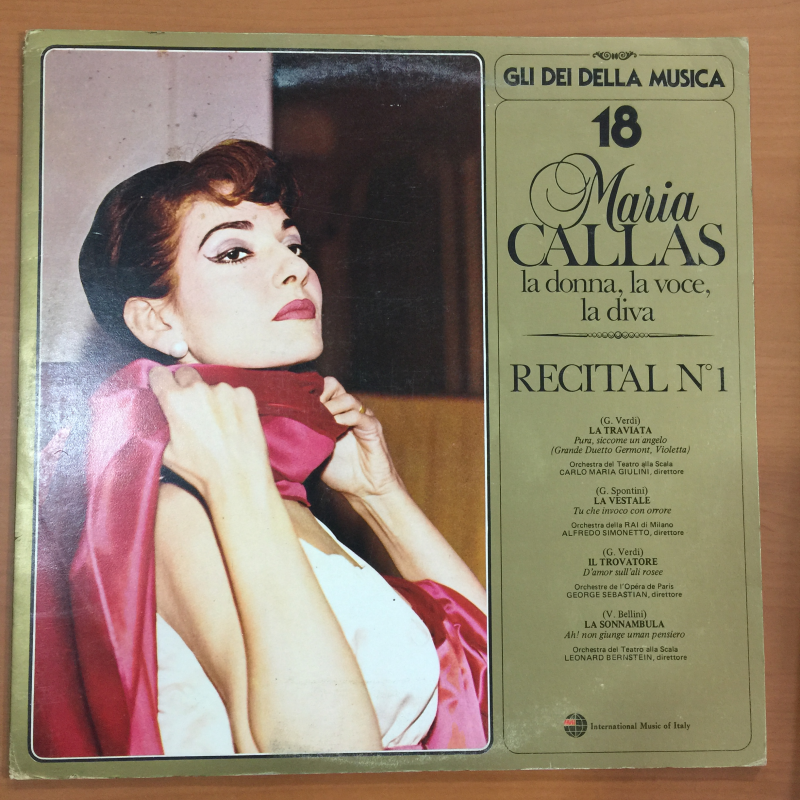 GLI DEI DELLA MUSICA
18
Maria
CALLAS
la donna, la voce,
la diva
RECITAL N°1
(G. Verdi)
LA TRAVIATA
Pura, siccome un angelo
(Grande Duetto Germont, Violetta)
Orchestra del Teatro alla Scala
CARLO MARIA GIULINI, direttore
(G. Spontini)
LA VESTALE
Tu che invoco con orrore
Orchestra della RAI di Milano
ALFREDO SIMONETTO, direttore
(G. Verdi)
IL TROVATORE
D'amor sull'ali rosee
Orchestre de l'Opéra de Paris
GEORGE SEBASTIAN, direttore
(V. Bellini)
LA SONNAMBULA
Ah! non giunge uman pensiero
Orchestra del Teatro alla Scala
LEONARD BERNSTEIN, direttore
International Music of Italy